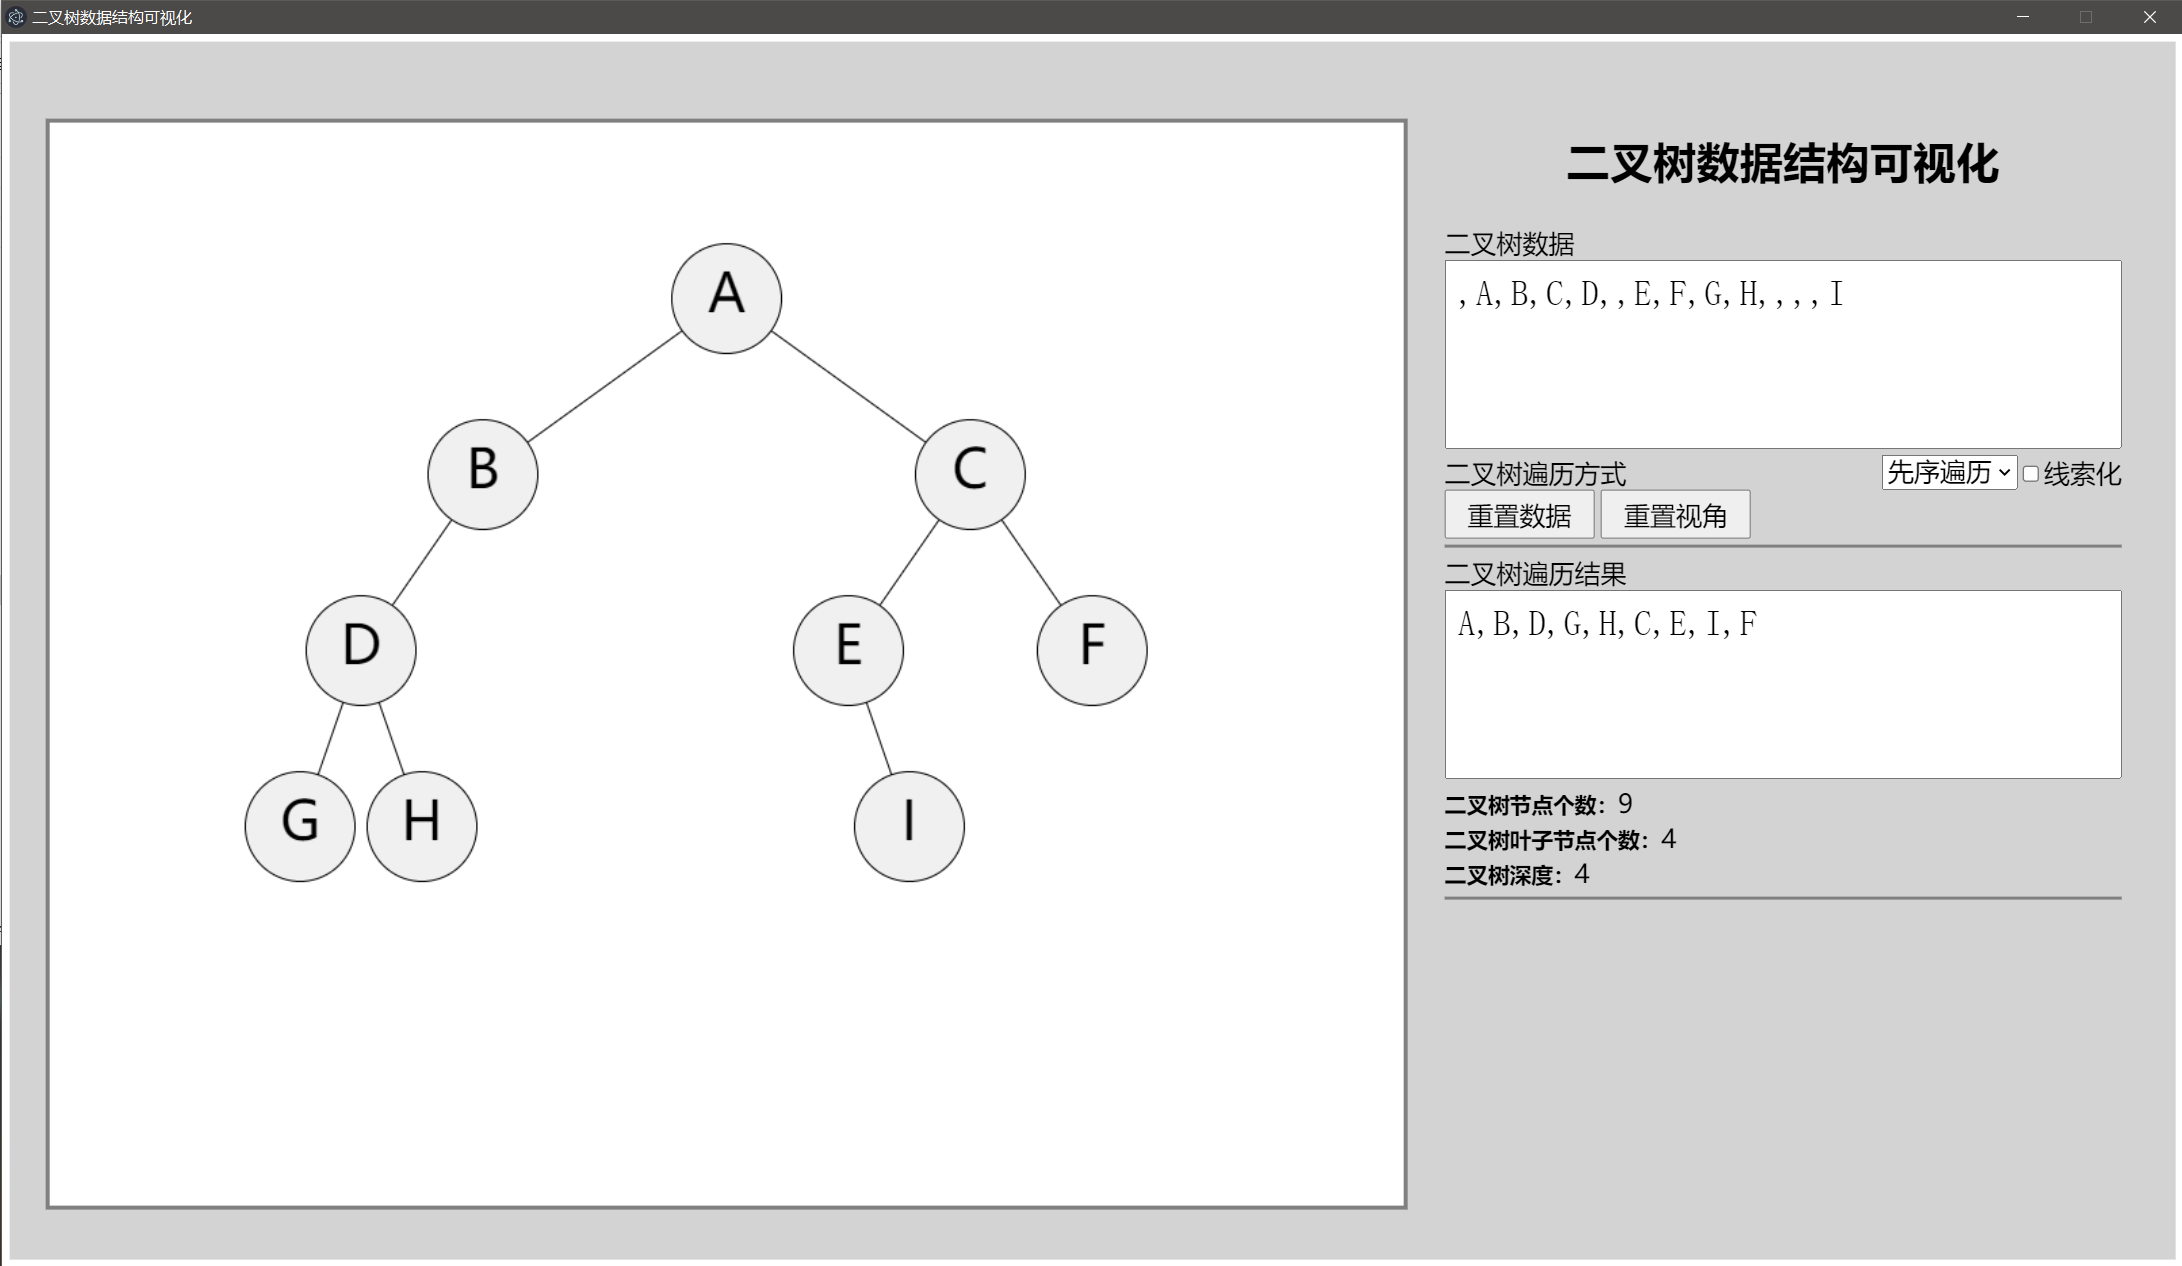 二叉树数据结构可视化
A
B
C
D
E
F
G
H
I
二叉树数据结构可视化
二叉树数据
,A,B,C,D,,E,F,G,H,,,,I
二叉树遍历方式 先序遍历 线索化
重置数据 重置视角
二叉树遍历结果
A,B,D,G,H,C,E,I,F
二叉树节点个数：9
二叉树叶子节点个数：4
二叉树深度：4